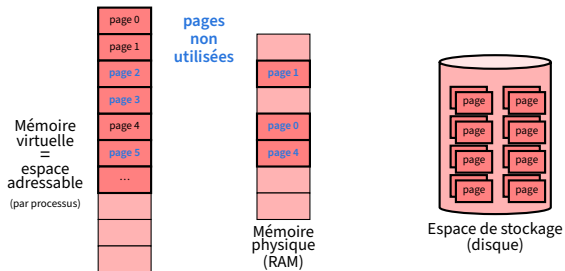 page 0
page 1
page 2
page 3
page 4
page 5
...
Mémoire
virtuelle
=
espace
adressable
(par processus)
pages
non
utilisées
page 1
page 0
page 4
Mémoire
physique
(RAM)
page page
page page
page page
page page
Espace de stockage
(disque)